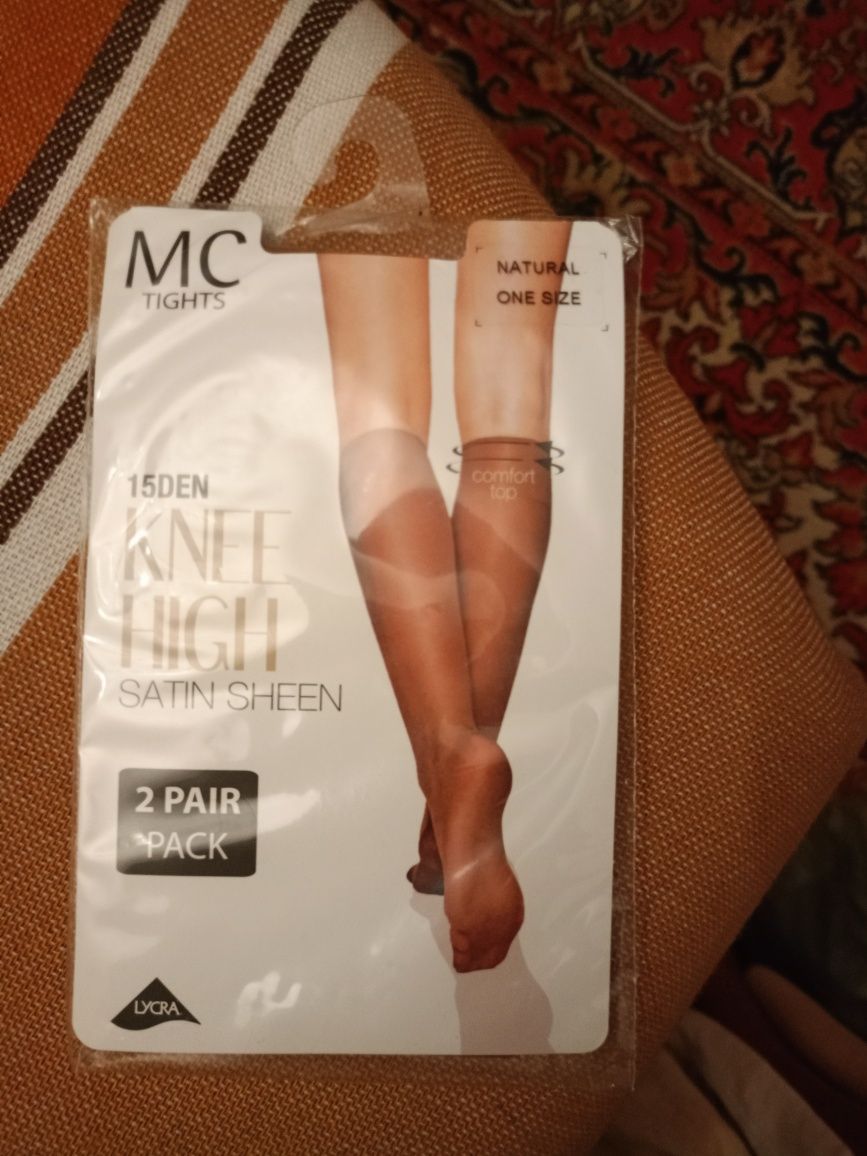 MC
TIGHTS
NATURAL
ONE SIZE
comfort
top
15DEN
KNEE
HIGH
SATIN SHEEN
2 PAIR
PACK
LYCRA